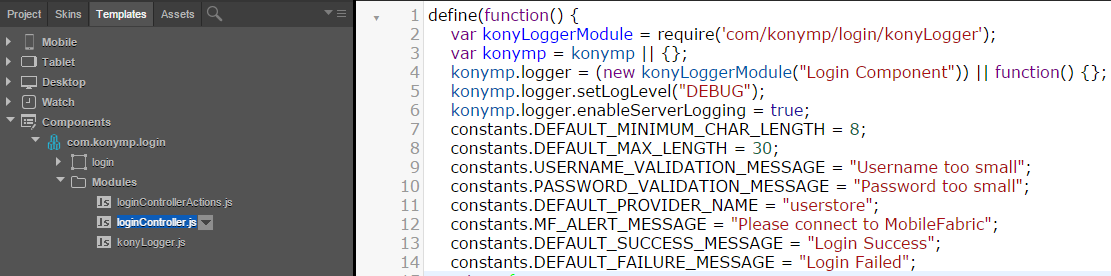 Project Skins Templates Assets
Mobile
Tablet
Desktop
Watch
Components
com.konymp.login
login
Modules
Js loginControllerActions.js
Js loginController.js
Js konyLogger.js
1 define(function() {
2 var konyLoggerModule = require('com/konymp/login/konyLogger');
3 var konymp = konymp || {};
4 konymp.logger = (new konyLoggerModule("Login Component")) || function() {};
5 konymp.logger.setLogLevel("DEBUG");
6 konymp.logger.enableServerLogging = true;
7 constants.DEFAULT_MINIMUM_CHAR_LENGTH = 8;
8 constants.DEFAULT_MAX_LENGTH = 30;
9 constants.USERNAME_VALIDATION_MESSAGE = "Username too small";
10 constants.PASSWORD_VALIDATION_MESSAGE = "Password too small";
11 constants.DEFAULT_PROVIDER_NAME = "userstore";
12 constants.MF_ALERT_MESSAGE = "Please connect to MobileFabric";
13 constants.DEFAULT_SUCCESS_MESSAGE = "Login Success";
14 constants.DEFAULT_FAILURE_MESSAGE = "Login Failed";